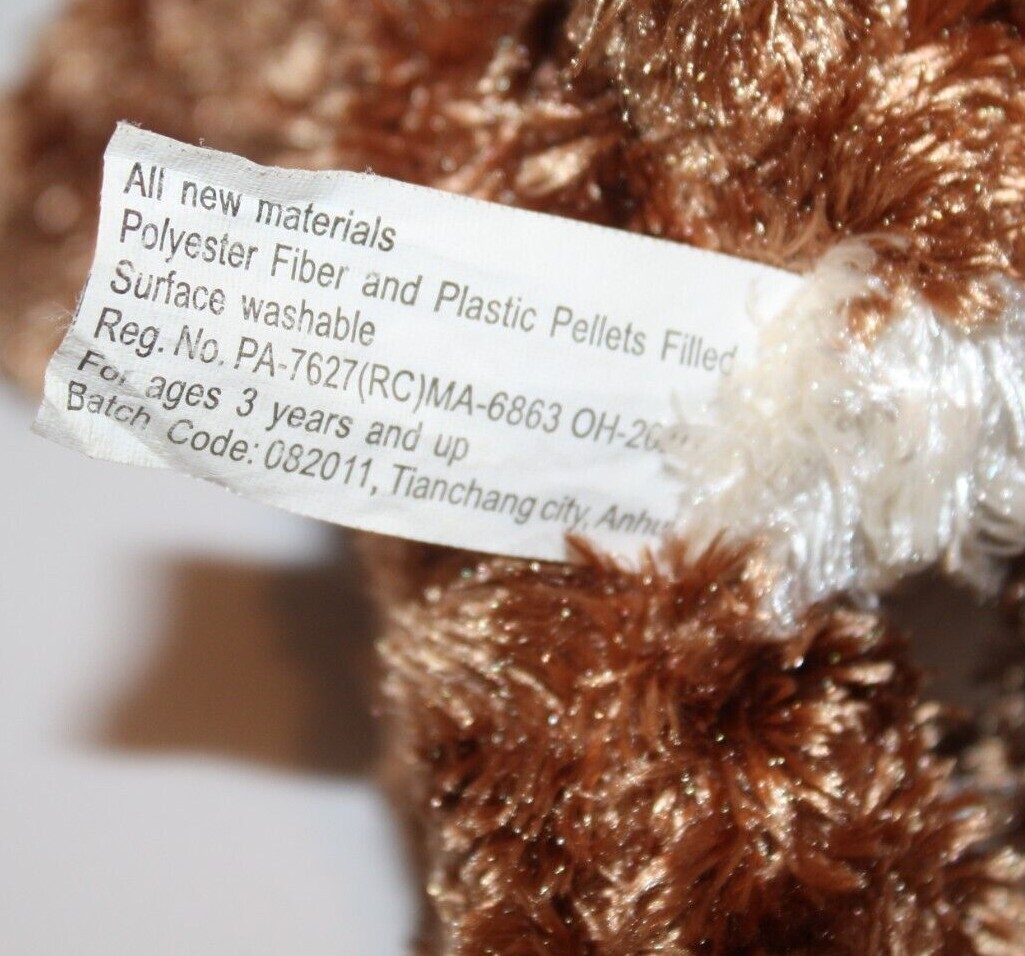 All new materials
Polyester Fiber and Plastic Pellets Filled
Surface washable
Reg. No. PA-7627(RC)MA-6863
For ages 3 years and up
Batch Code: 082011, Tianchang city,